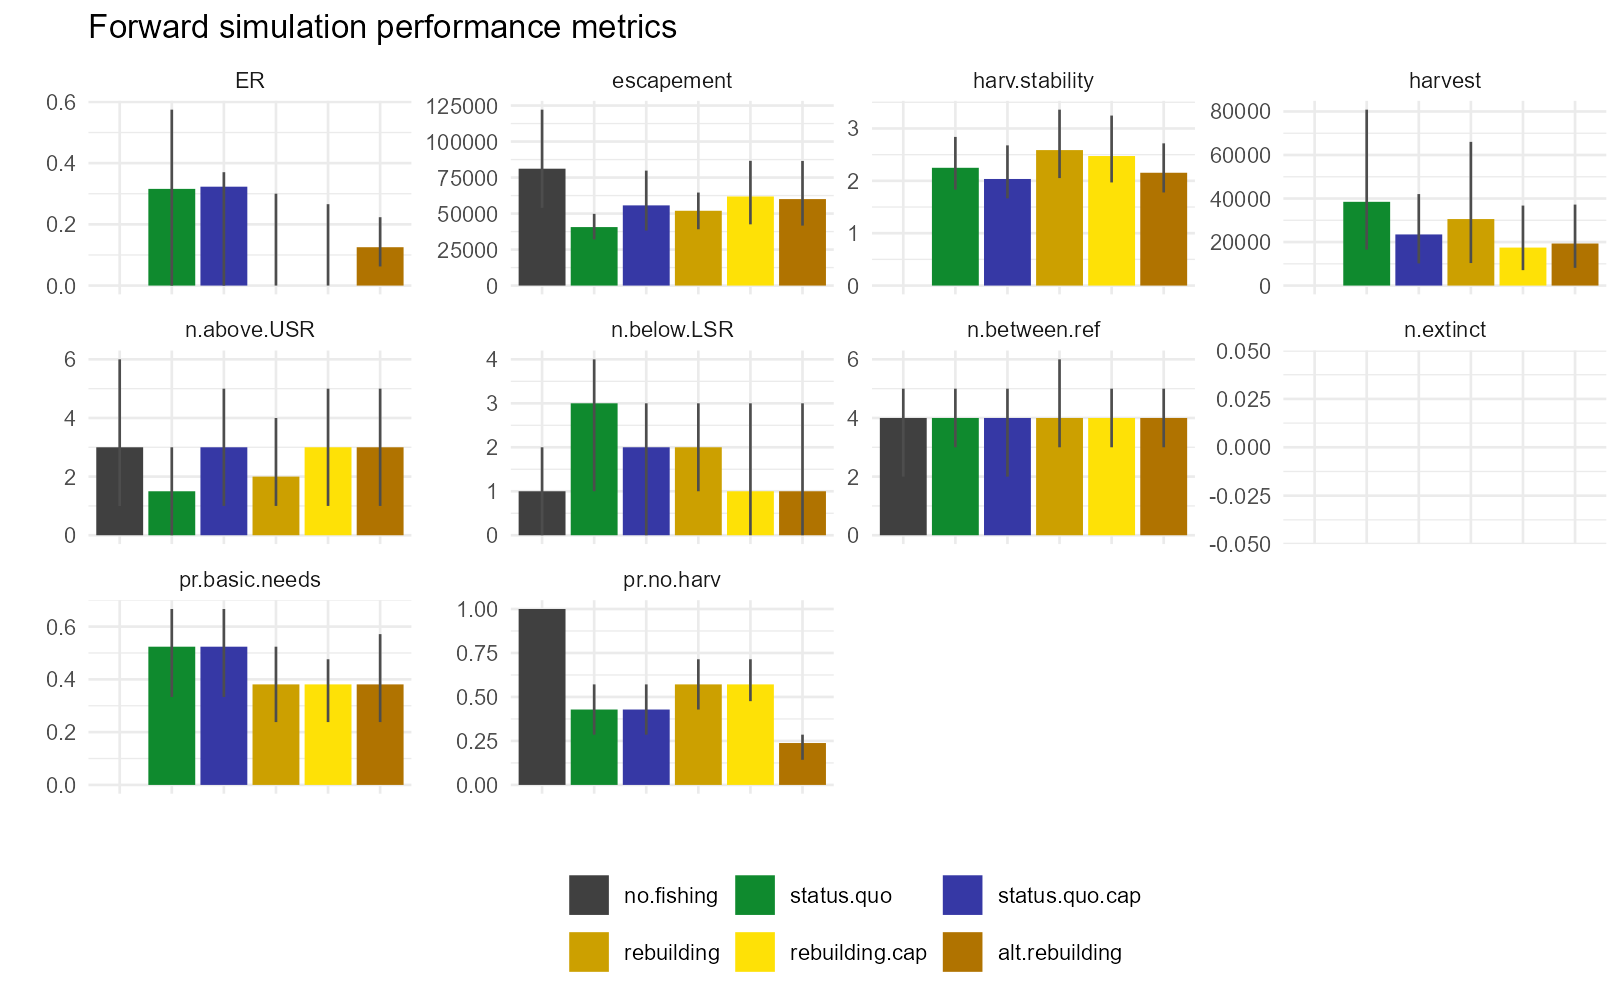 Forward simulation performance metrics
ER escapement harv.stability harvest
0.6 0.4 0.2 0.0
125000 100000 75000 50000 25000 0
3 2 1 0
80000 60000 40000 20000 0
n.above.USR n.below.LSR n.between.ref n.extinct
6 4 2 0
4 3 2 1 0
6 4 2 0
0.050 0.025 0.000 -0.025 -0.050
pr.basic.needs pr.no.harv
0.6 0.4 0.2 0.0
1.00 0.75 0.50 0.25 0.00
no.fishing status.quo status.quo.cap
rebuilding rebuilding.cap alt.rebuilding